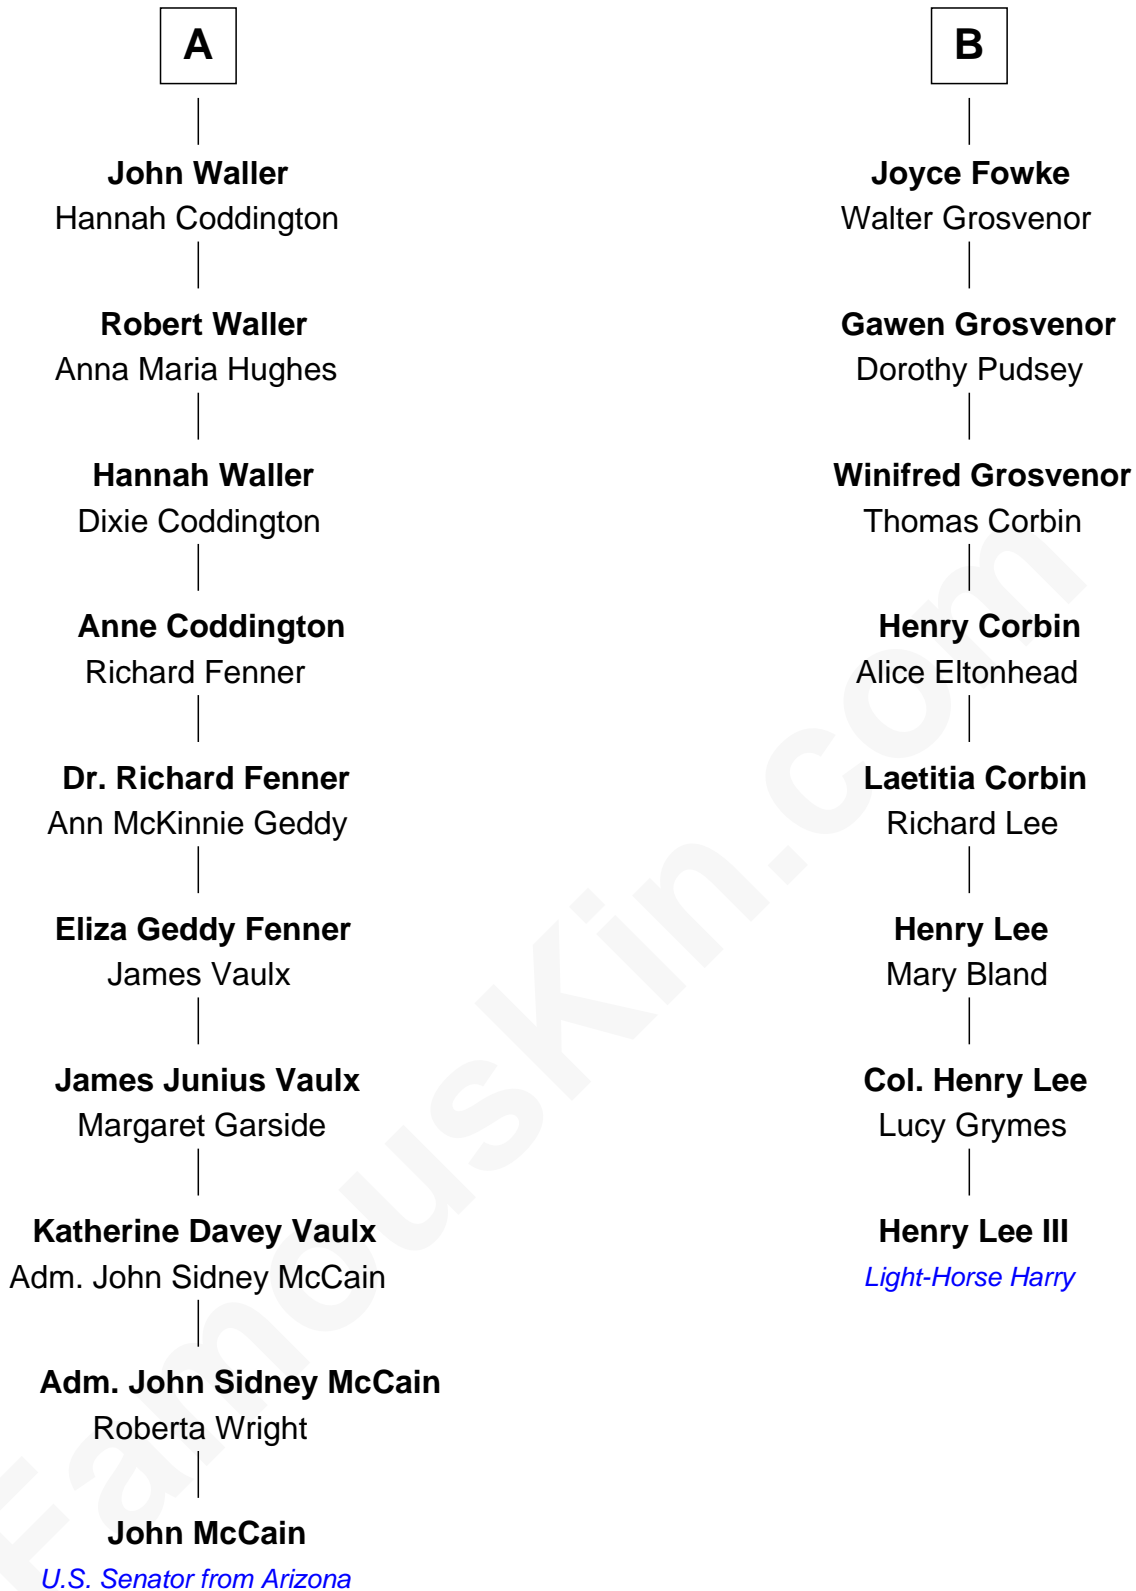 A
John Waller
Hannah Coddington
Robert Waller
Anna Maria Hughes
Hannah Waller
Dixie Coddington
Anne Coddington
Richard Fenner
Dr. Richard Fenner
Ann McKinnie Geddy
Eliza Geddy Fenner
James Vaulx
James Junius Vaulx
Margaret Garside
Katherine Davey Vaulx
Adm. John Sidney McCain
Adm. John Sidney McCain
Roberta Wright
John McCain
U.S. Senator from Arizona
B
Joyce Fowke
Walter Grosvenor
Gawen Grosvenor
Dorothy Pudsey
Winifred Grosvenor
Thomas Corbin
Henry Corbin
Alice Eltonhead
Laetitia Corbin
Richard Lee
Henry Lee
Mary Bland
Col. Henry Lee
Lucy Grymes
Henry Lee III
Light-Horse Harry
FamousKin.com